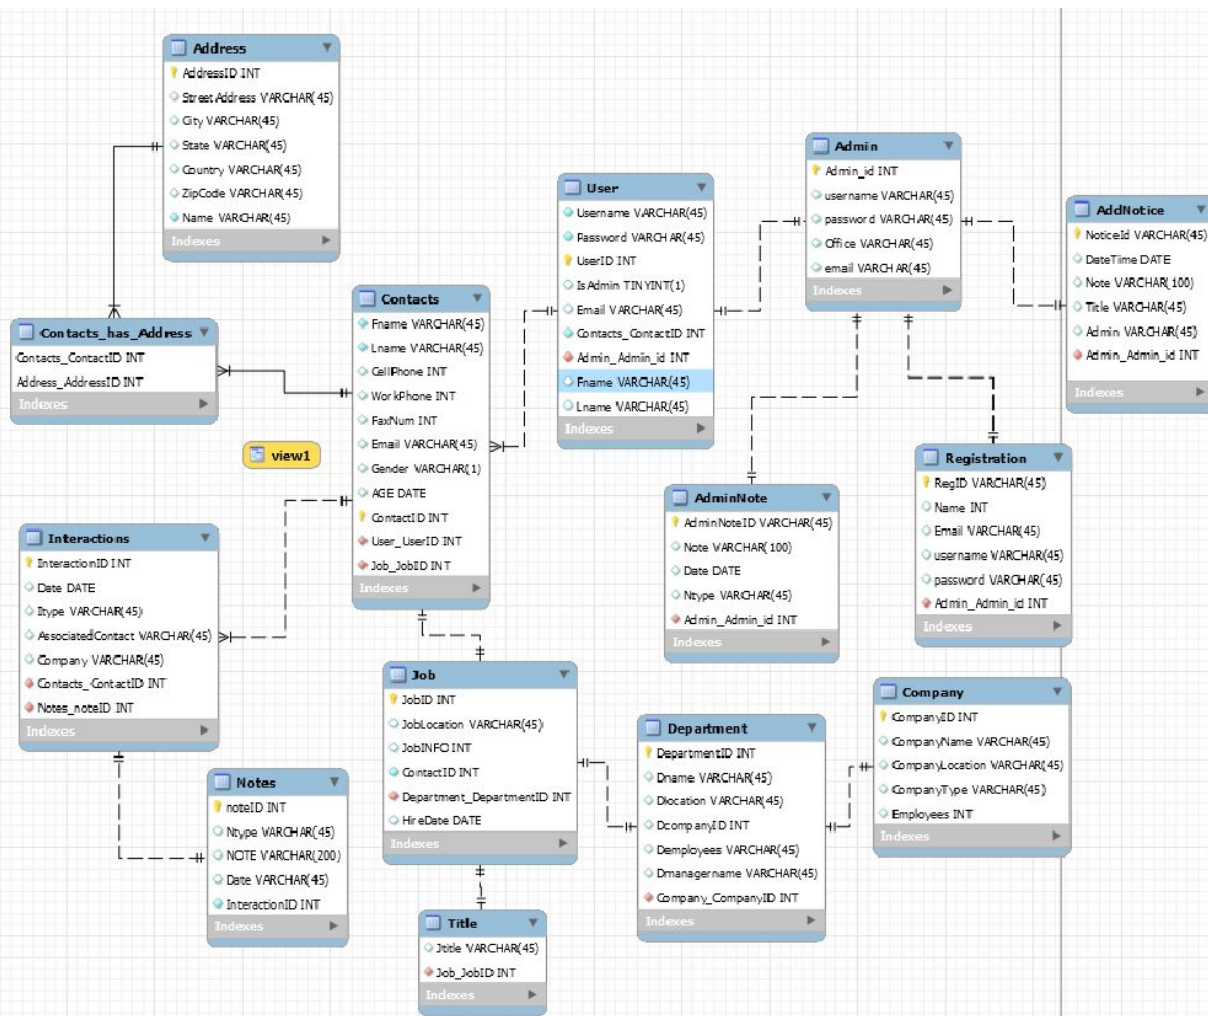 Address
AddressID INT
StreetAddress VARCHAR(45)
City VARCHAR(45)
State VARCHAR(45)
Country VARCHAR(45)
ZipCode VARCHAR(45)
Name VARCHAR(45)
Indexes
Contacts_has_Address
Contacts_ContactID INT
Address_AddressID INT
Indexes
view1
Contacts
Fname VARCHAR(45)
Lname VARCHAR(45)
CellPhone INT
WorkPhone INT
FaxNum INT
Email VARCHAR(45)
Gender VARCHAR(1)
AGE DATE
ContactID INT
User_UserID INT
Job_JobID INT
Indexes
User
Username VARCHAR(45)
Password VARCHAR(45)
UserID INT
IsAdmin TINYINT(1)
Email VARCHAR(45)
Contacts_ContactID INT
Admin_Admin_id INT
Fname VARCHAR(45)
Lname VARCHAR(45)
Indexes
Admin
Admin_id INT
username VARCHAR(45)
password VARCHAR(45)
Office VARCHAR(45)
email VARCHAR(45)
Indexes
AddNotice
NoticeId VARCHAR(45)
DateTime DATE
Note VARCHAR(100)
Title VARCHAR(45)
Admin VARCHAR(45)
Admin_Admin_id INT
Indexes
AdminNote
AdminNoteID VARCHAR(45)
Note VARCHAR(100)
Date DATE
Ntype VARCHAR(45)
Admin_Admin_id INT
Indexes
Registration
RegID VARCHAR(45)
Name INT
Email VARCHAR(45)
username VARCHAR(45)
password VARCHAR(45)
Admin_Admin_id INT
Indexes
Interactions
InteractionID INT
Date DATE
Itype VARCHAR(45)
AssociatedContact VARCHAR(45)
Company VARCHAR(45)
Contacts_ContactID INT
Notes_noteID INT
Indexes
Notes
noteID INT
Ntype VARCHAR(45)
NOTE VARCHAR(200)
Date VARCHAR(45)
InteractionID INT
Indexes
Job
JobID INT
JobLocation VARCHAR(45)
JobINFO INT
ContactID INT
Department_DepartmentID INT
HireDate DATE
Indexes
Title
Jtitle VARCHAR(45)
Job_JobID INT
Indexes
Department
DepartmentID INT
Dname VARCHAR(45)
Dlocation VARCHAR(45)
DcompanyID INT
Demployees VARCHAR(45)
Dmanagername VARCHAR(45)
Company_CompanyID INT
Indexes
Company
CompanyID INT
CompanyName VARCHAR(45)
CompanyLocation VARCHAR(45)
CompanyType VARCHAR(45)
Employees INT
Indexes